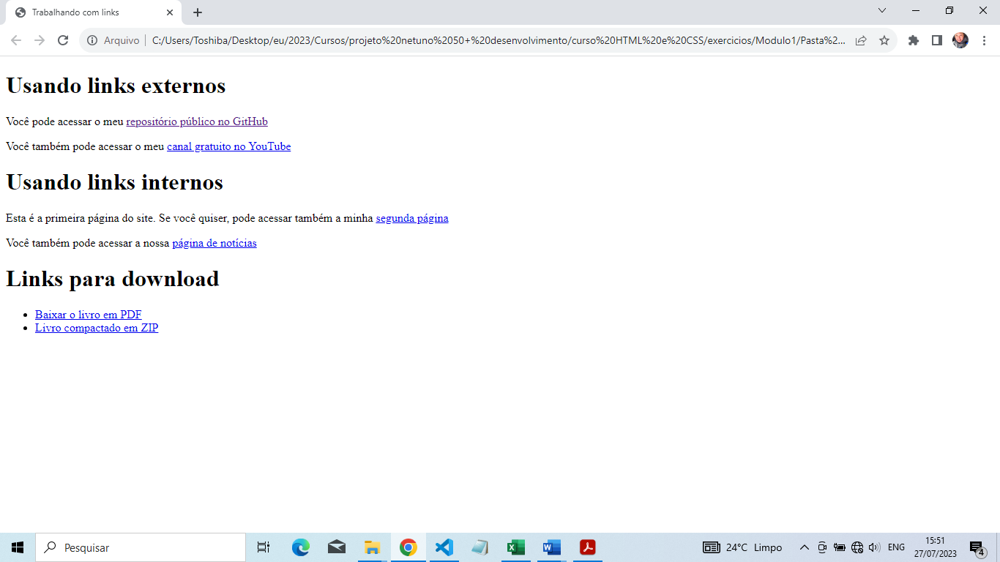 Trabalhando com links
Arquivo
C:/Users/Toshiba/Desktop/eu/2023/Cursos/projeto%20netuno%2050+%20desenvolvimento/curso%20HTML%20e%20CSS/exercicios/Modulo1/Pasta%2...
Usando links externos
Você pode acessar o meu repositório público no GitHub
Você também pode acessar o meu canal gratuito no YouTube
Usando links internos
Esta é a primeira página do site. Se você quiser, pode acessar também a minha segunda página
Você também pode acessar a nossa página de notícias
Links para download
Baixar o livro em PDF
Livro compactado em ZIP
Pesquisar
24°C Limpo
ENG
15:51
27/07/2023
4